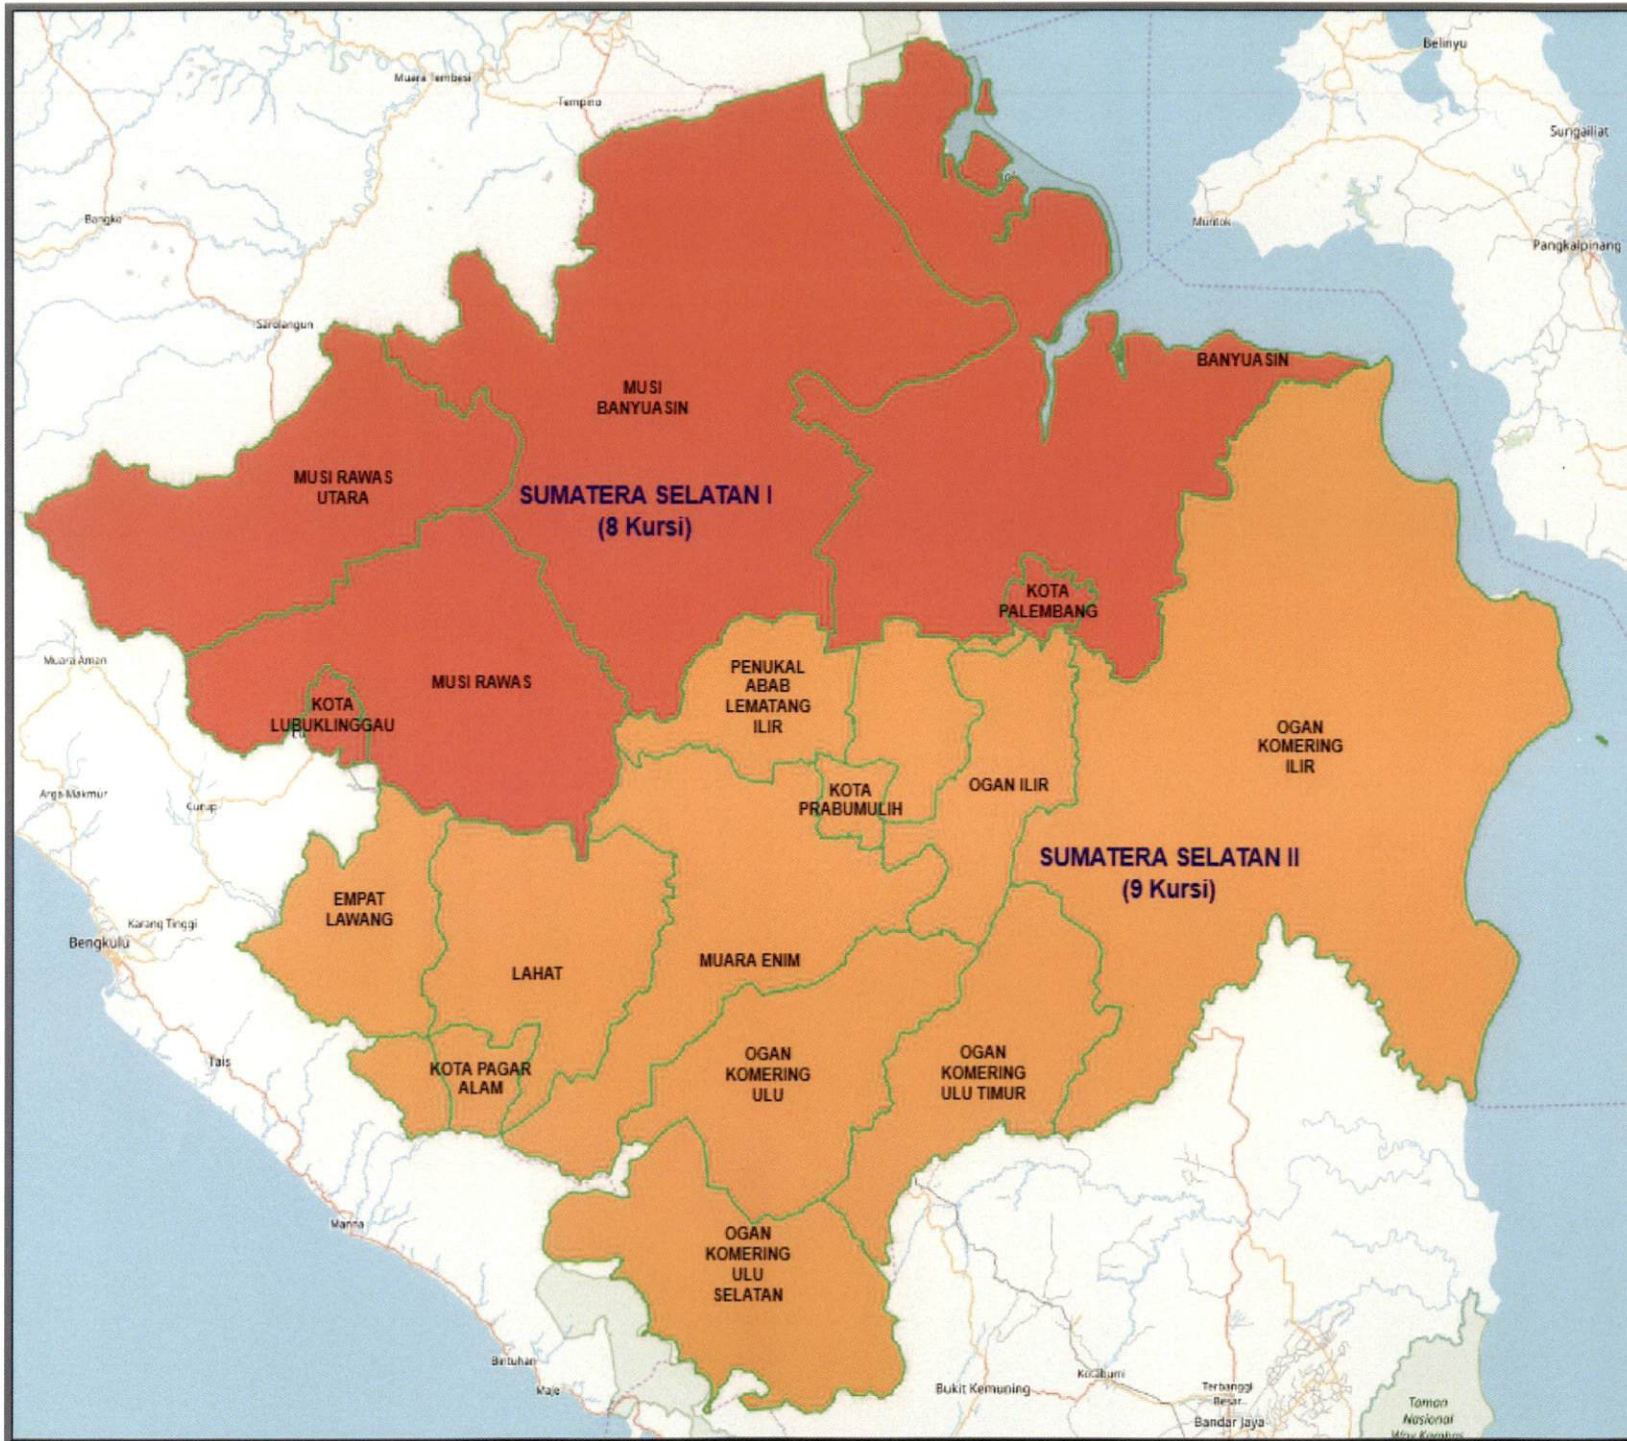 Belinyu
Muara Tembesi
Tempino
Sungailiat
Bangko
Muntok
Pangkalpinang
Sarolangun
BANYUASIN
MUSI
BANYUASIN
MUSI RAWAS
UTARA
SUMATERA SELATAN I
(8 Kursi)
KOTA
PALEMBANG
Muara Aman
PENUKAL
ABAB
LEMATANG
ILIR
MUSI RAWAS
KOTA
LUBUKLINGGAU
OGAN
KOMERING
ILIR
OGAN ILIR
KOTA
PRABUMULIH
Arga Makmur
Curup
SUMATERA SELATAN II
(9 Kursi)
EMPAT
LAWANG
Karang Tinggi
Bengkulu
MUARA ENIM
LAHAT
Tais
KOTA PAGAR
ALAM
OGAN
KOMERING
ULU
OGAN
KOMERING
ULU TIMUR
Manna
OGAN
KOMERING
ULU
SELATAN
Bintuhan
Maje
Bukit Kemuning
Kotabumi
Terbanggi
Besar
Bandar Jaya
Taman
Nasional
Way Kambas